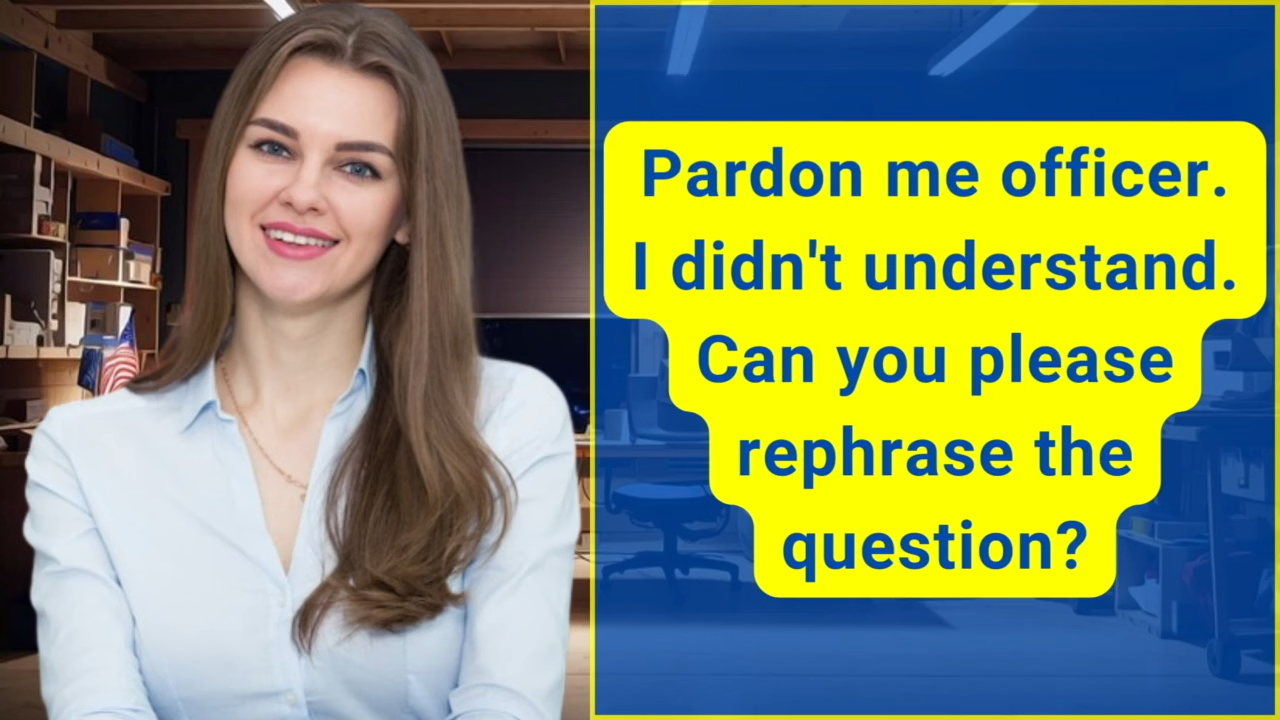 Pardon me officer.
I didn't understand.
Can you please
rephrase the
question?